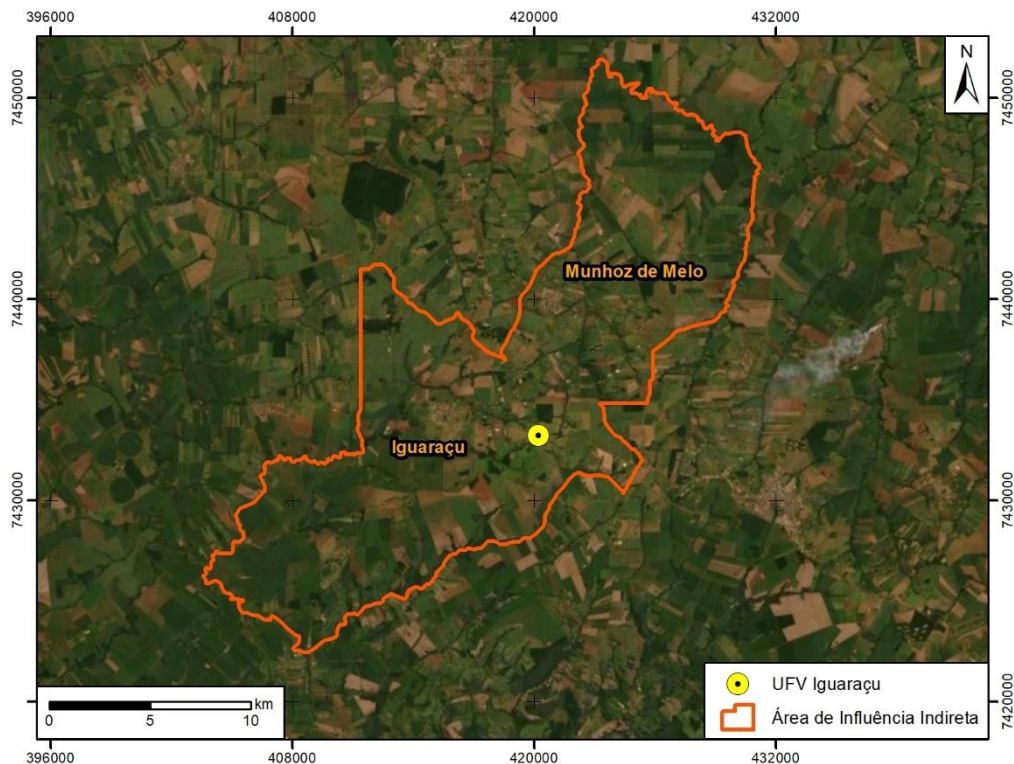 396000 408000 420000 432000
N
7450000 7450000
Munhoz de Melo
7440000 7440000
Iguaraçu
7430000 7430000
UFV Iguaraçu
Área de Influência Indireta
km
0 5 10
7420000
396000 408000 420000 432000